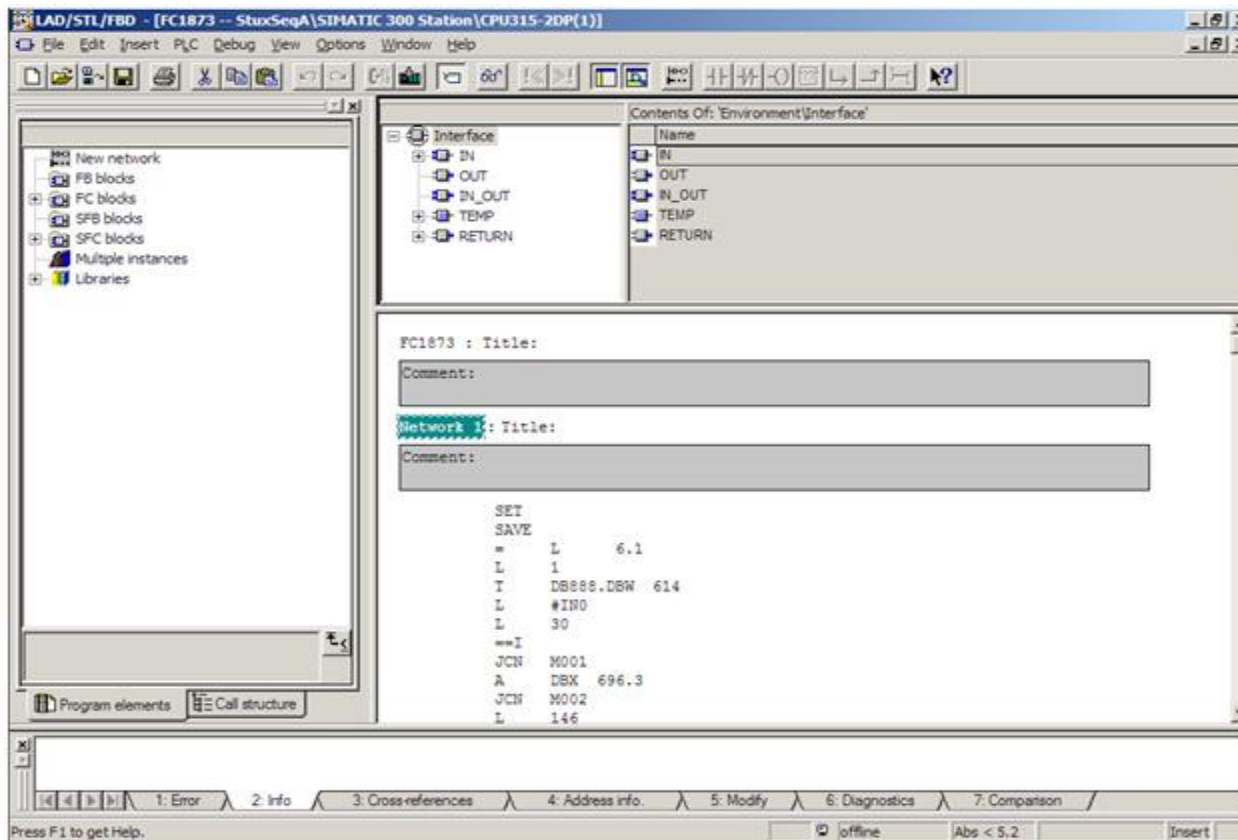 LAD/STL/FBD - [FC1873 -- StuxSeqA\SIMATIC 300 Station\CPU315-2DP(1)]
File Edit Insert PLC Debug View Options Window Help
New network
FB blocks
FC blocks
SFB blocks
SFC blocks
Multiple instances
Libraries
Program elements
Call structure
Interface
IN
OUT
IN_OUT
TEMP
RETURN
Contents Of: 'Environment\Interface'
Name
IN
OUT
IN_OUT
TEMP
RETURN
FC1873 : Title:
Comment:
Network 1: Title:
Comment:
SET
SAVE
= L 6.1
L 1
T DB888.DBW 614
L #IN0
L 30
==I
JCN M001
A DBX 696.3
JCN M002
L 146
1: Error 2: Info 3: Cross-references 4: Address info. 5: Modify 6: Diagnostics 7: Comparison
Press F1 to get Help. offline Abs < 5.2 Insert